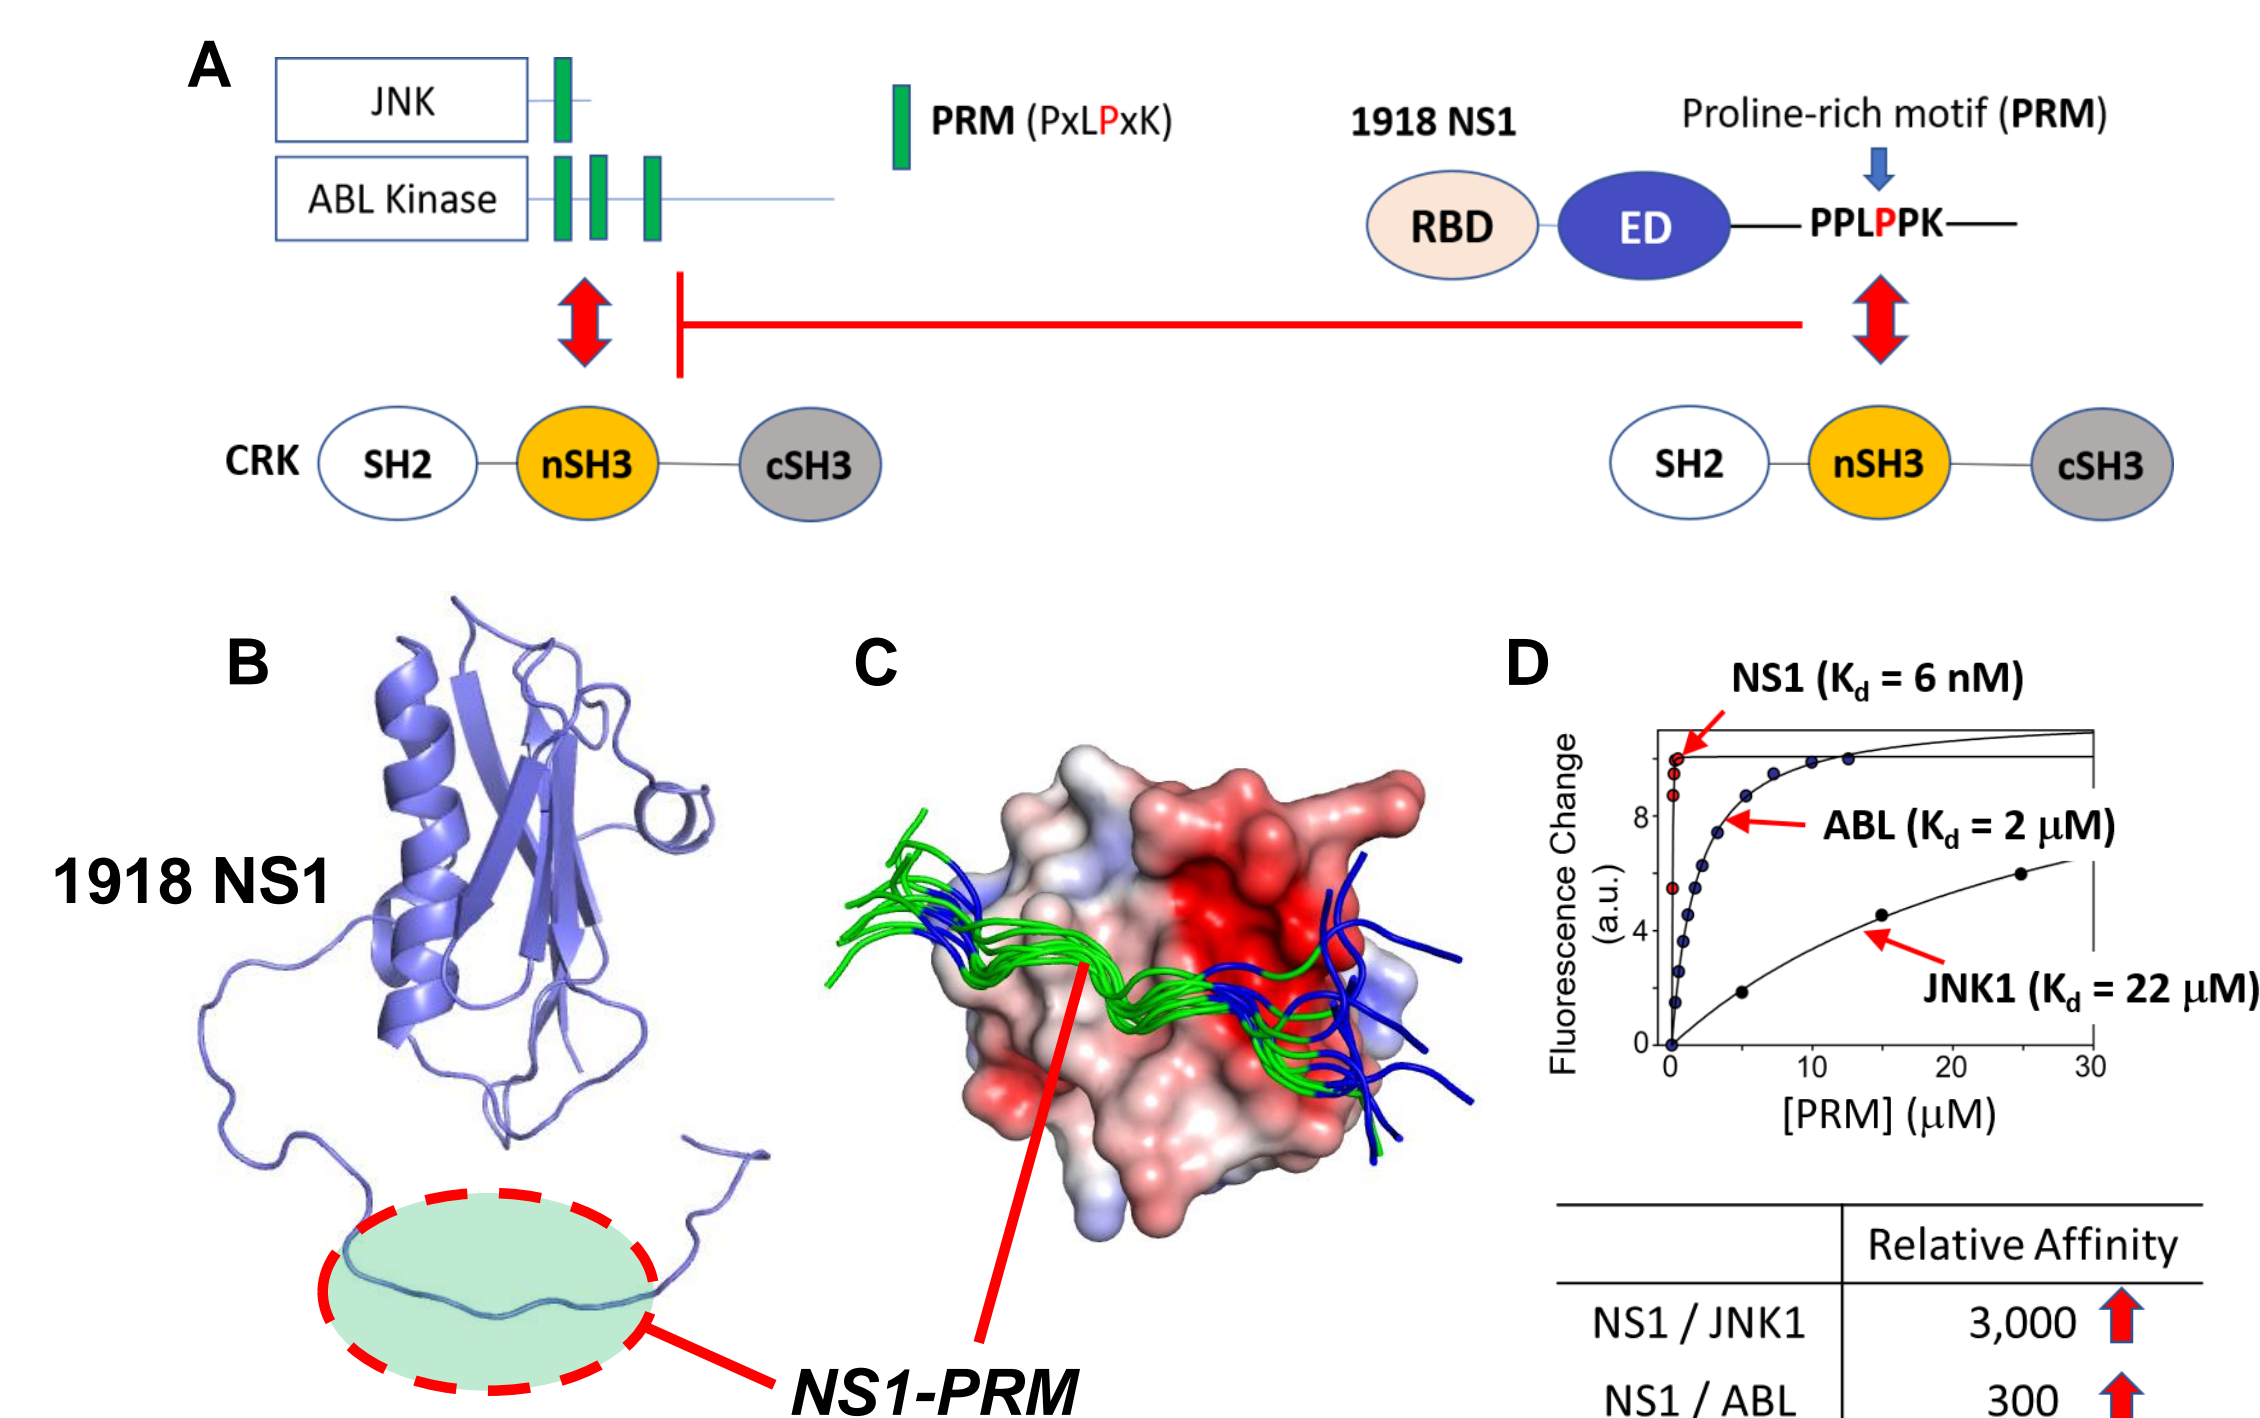 A
JNK
ABL Kinase
PRM (PxLPxK)
1918 NS1
Proline-rich motif (PRM)
RBD
ED
PPLPPK
CRK
SH2
nSH3
cSH3
SH2
nSH3
cSH3
B
1918 NS1
C
NS1-PRM
D
NS1 (Kd = 6 nM)
ABL (Kd = 2 μM)
JNK1 (Kd = 22 μM)
Fluorescence Change
(a.u.)
8
4
0
0
10
20
30
[PRM] (μM)
Relative Affinity
NS1 / JNK1
3,000
NS1 / ABL
300